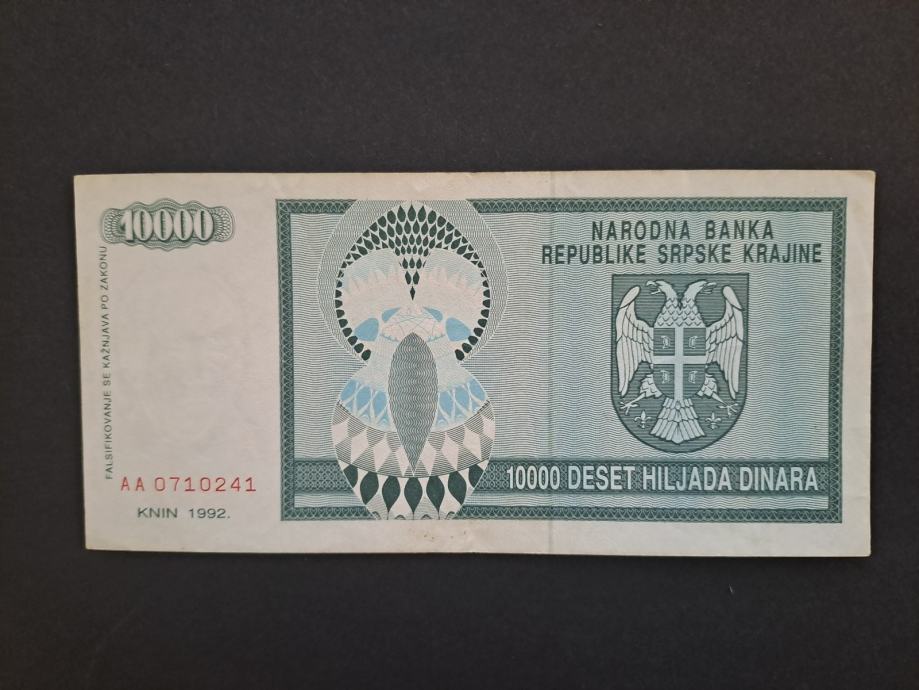 10000
FALSIFIKOVANJE SE KAŽNJAVA PO ZAKONU
AA 0710241
KNIN 1992.
NARODNA BANKA
REPUBLIKE SRPSKE KRAJINE
10000 DESET HILJADA DINARA